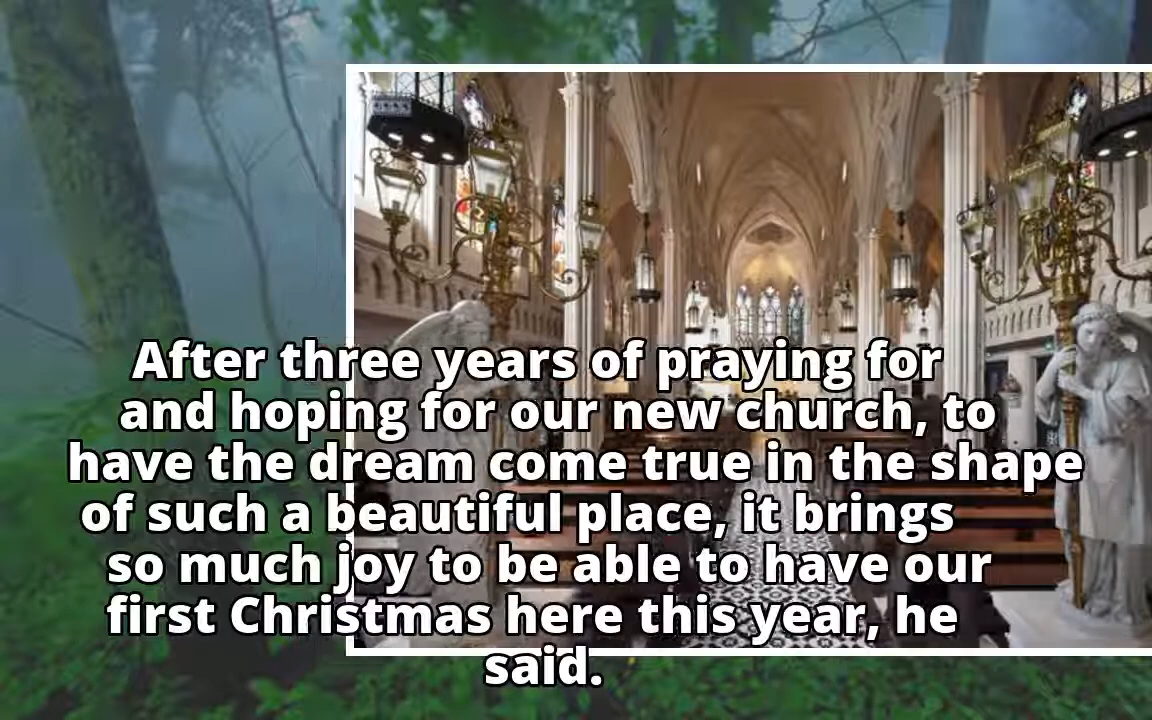 After three years of praying for
and hoping for our new church, to
have the dream come true in the shape
of such a beautiful place, it brings
so much joy to be able to have our
first Christmas here this year, he
said.